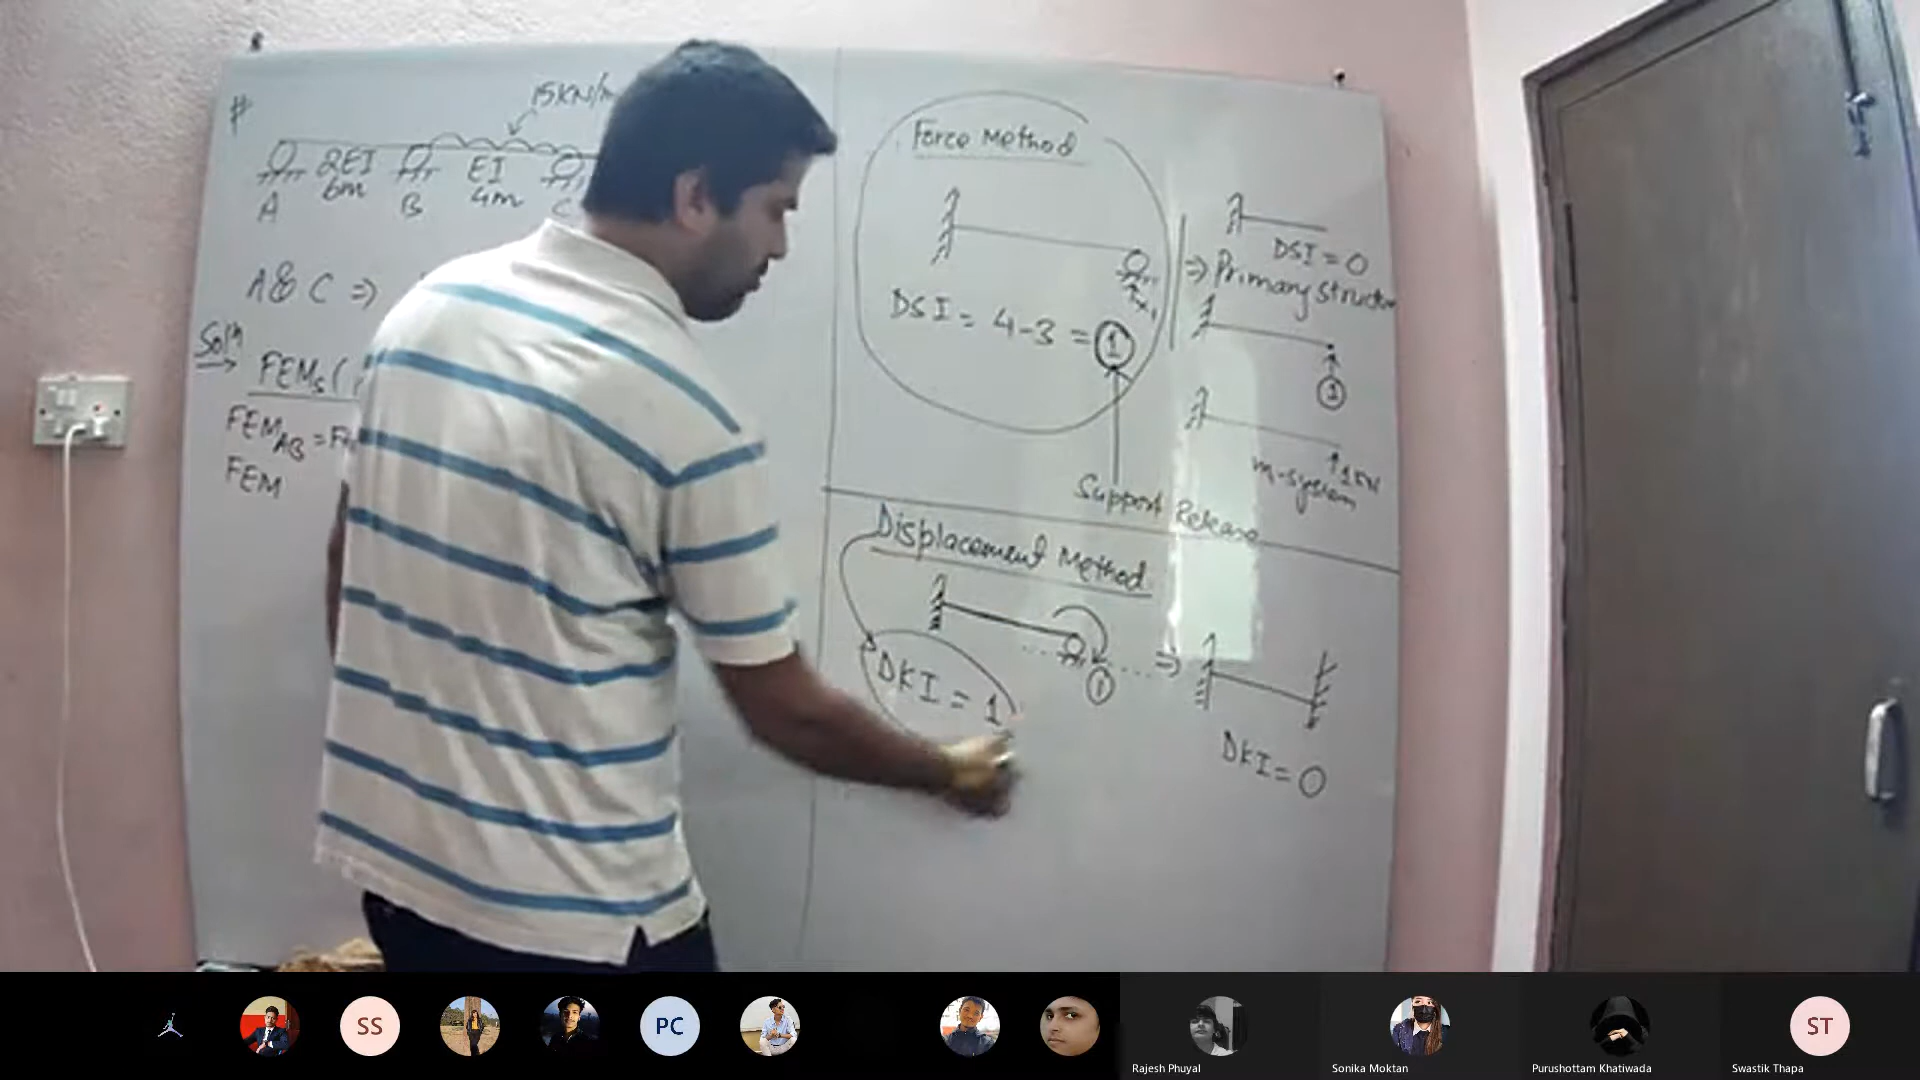 #
15KN/m
2EI
EI
6m
4m
A
B
C
A & C ⇒
Solⁿ
FEMs (
FEM_AB = F
FEM
Force Method
DSI = 4-3 = 1
Support Release
DSI = 0
⇒ Primary structure
1
1 KN
m-system
Displacement Method
1
⇒
DKI = 1
DKI = 0
SS
PC
ST
Rajesh Phuyal
Sonika Moktan
Purushottam Khatiwada
Swastik Thapa